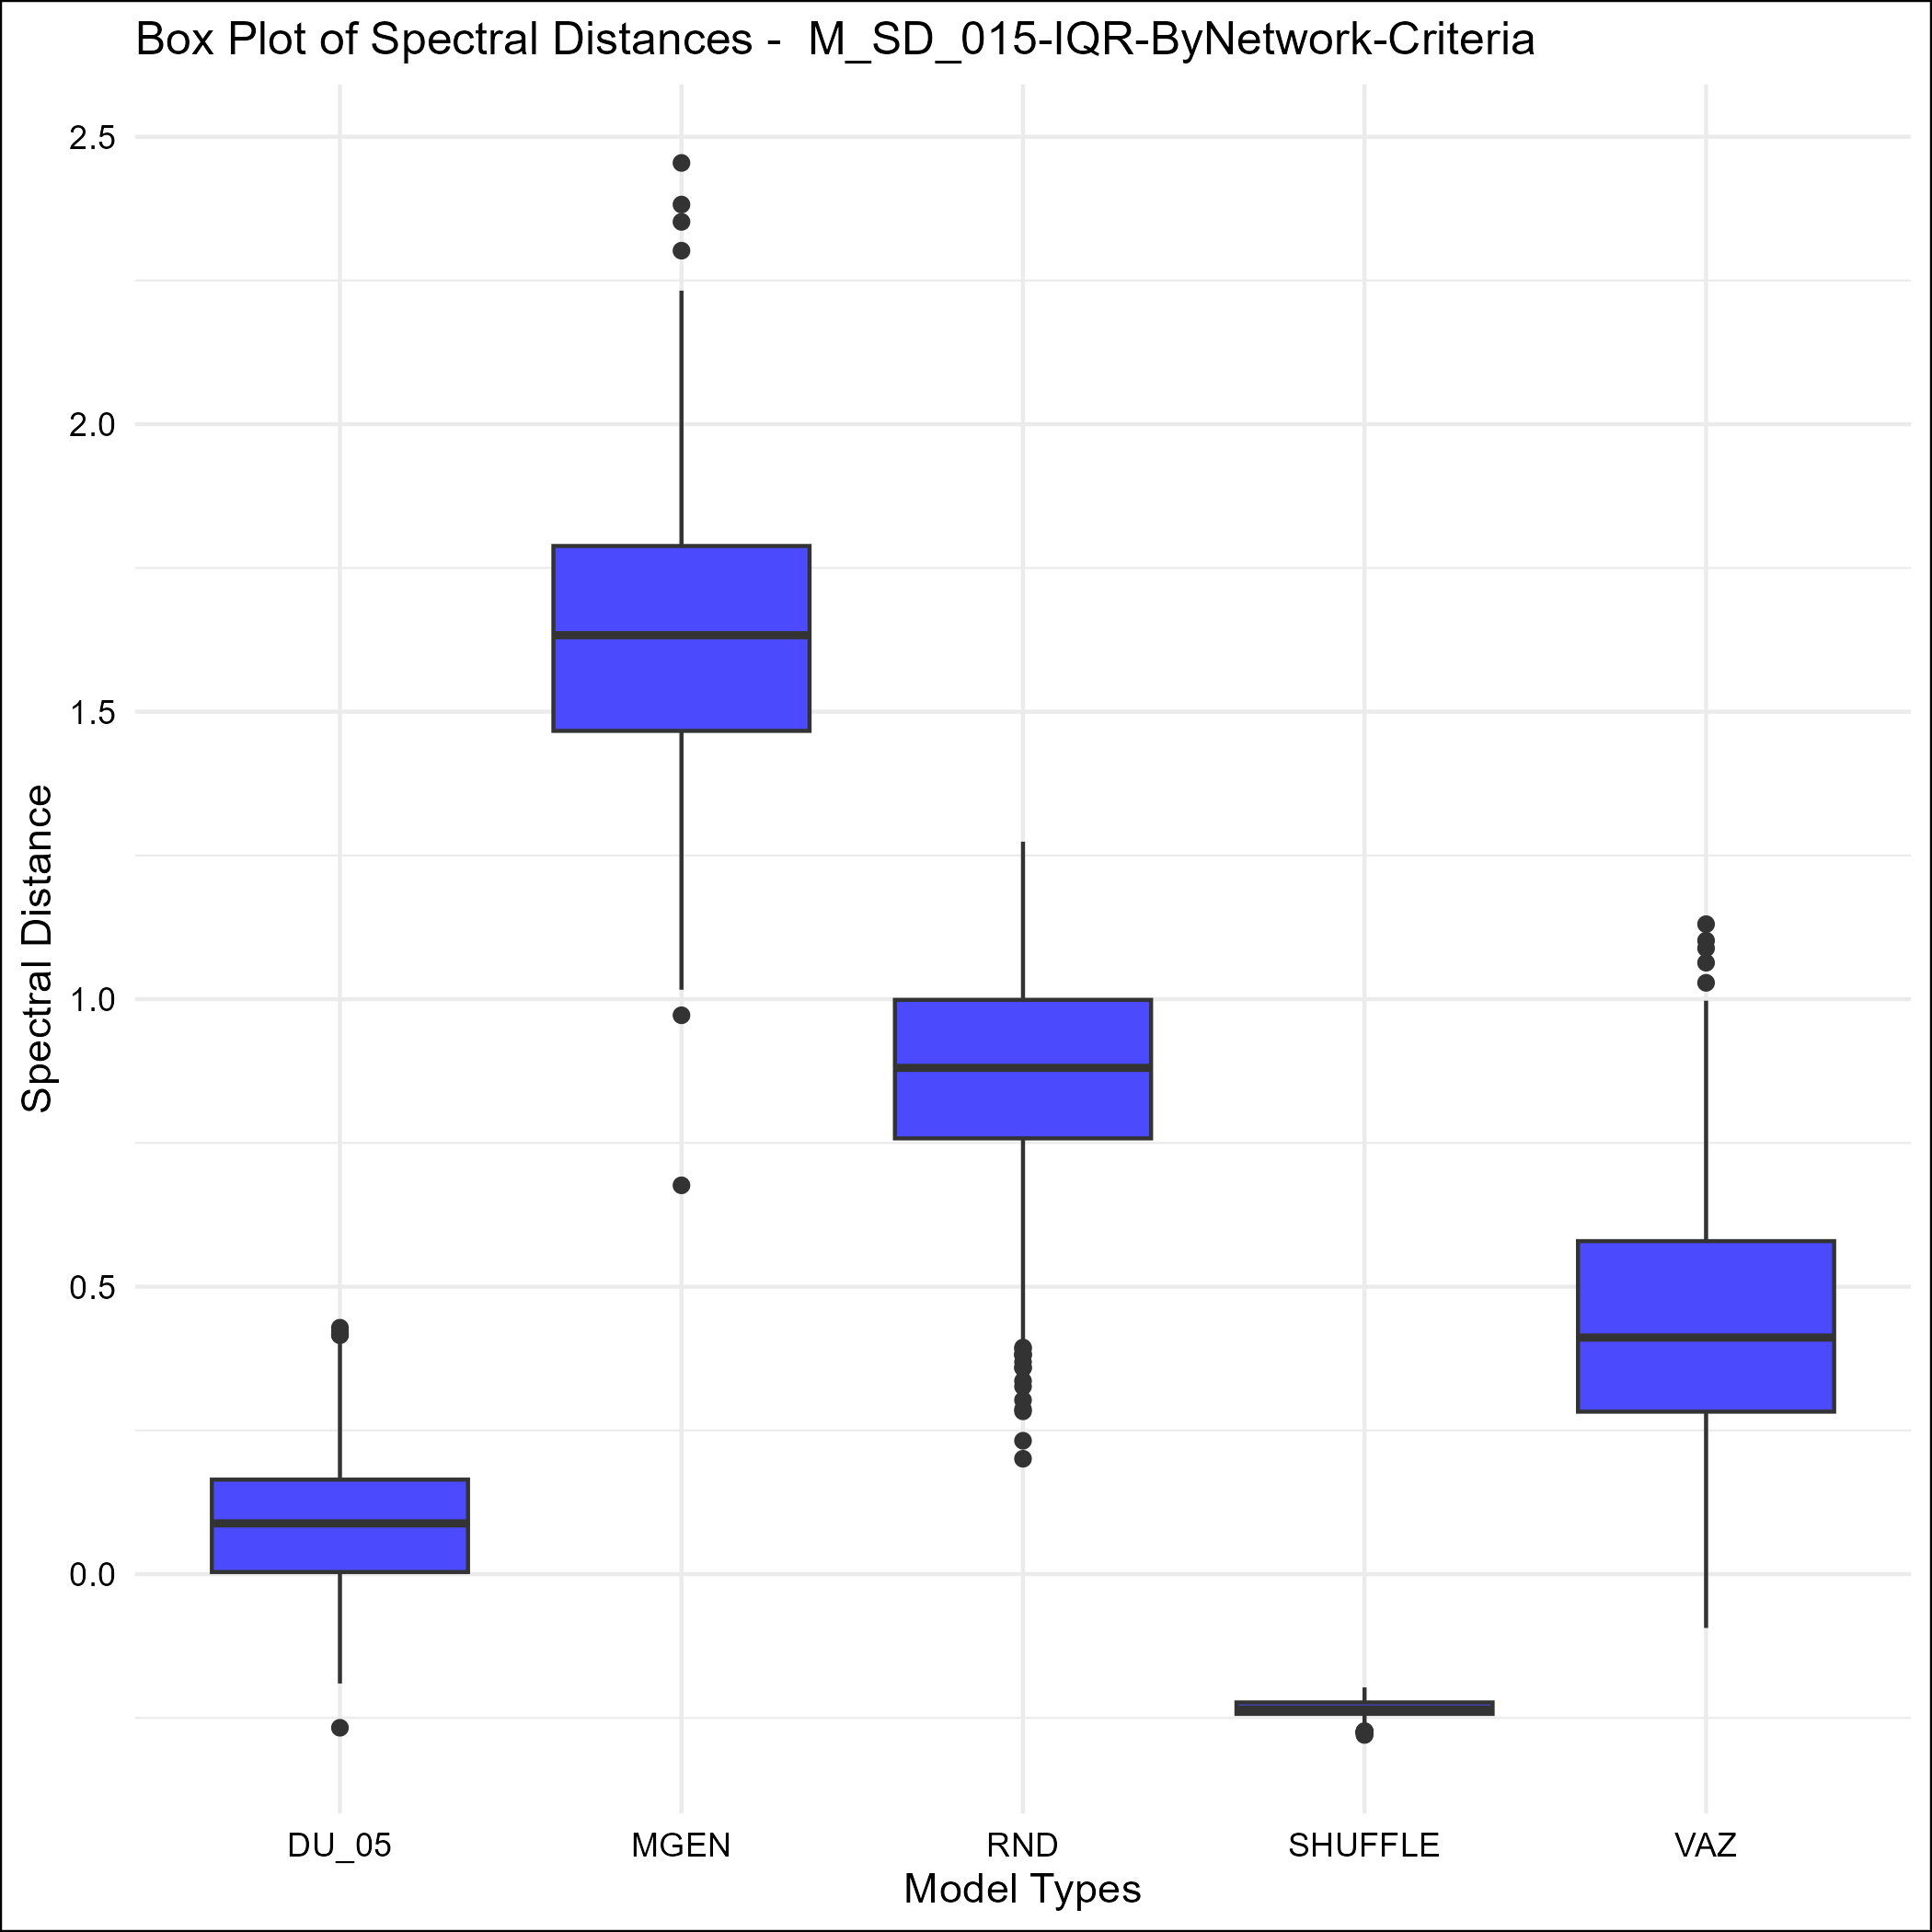 Box Plot of Spectral Distances -  M_SD_015-IQR-ByNetwork-Criteria
2.5
2.0
1.5
1.0
0.5
0.0
Spectral Distance
DU_05 MGEN RND SHUFFLE VAZ
Model Types